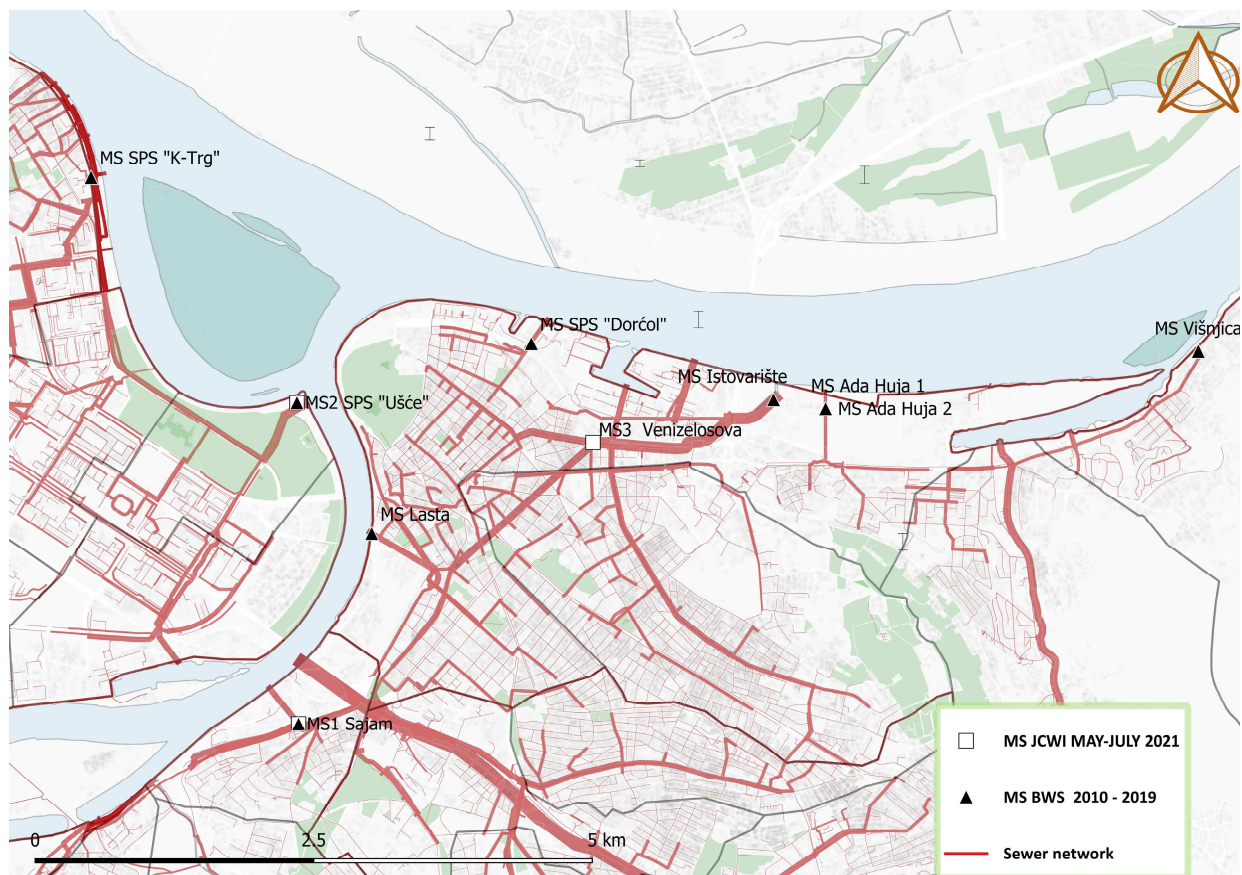 MS SPS "K-Trg"
MS SPS "Dorćol"
MS Višnjica
MS Istovarište
MS Ada Huja 1
MS2 SPS "Ušće"
MS Ada Huja 2
MS3 Venizelosova
MS Lasta
MS1 Sajam
MS JCWI MAY-JULY 2021
MS BWS 2010 - 2019
Sewer network
0 2.5 5 km